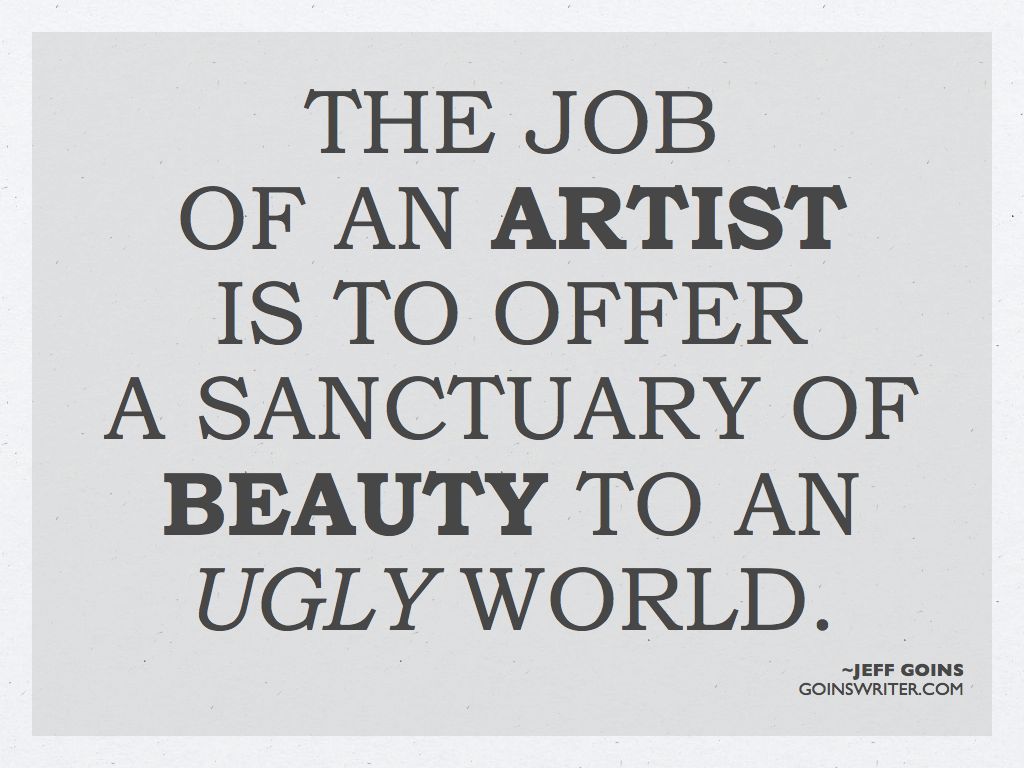 THE JOB
OF AN ARTIST
IS TO OFFER
A SANCTUARY OF
BEAUTY TO AN
UGLY WORLD.
~JEFF GOINS
GOINSWRITER.COM